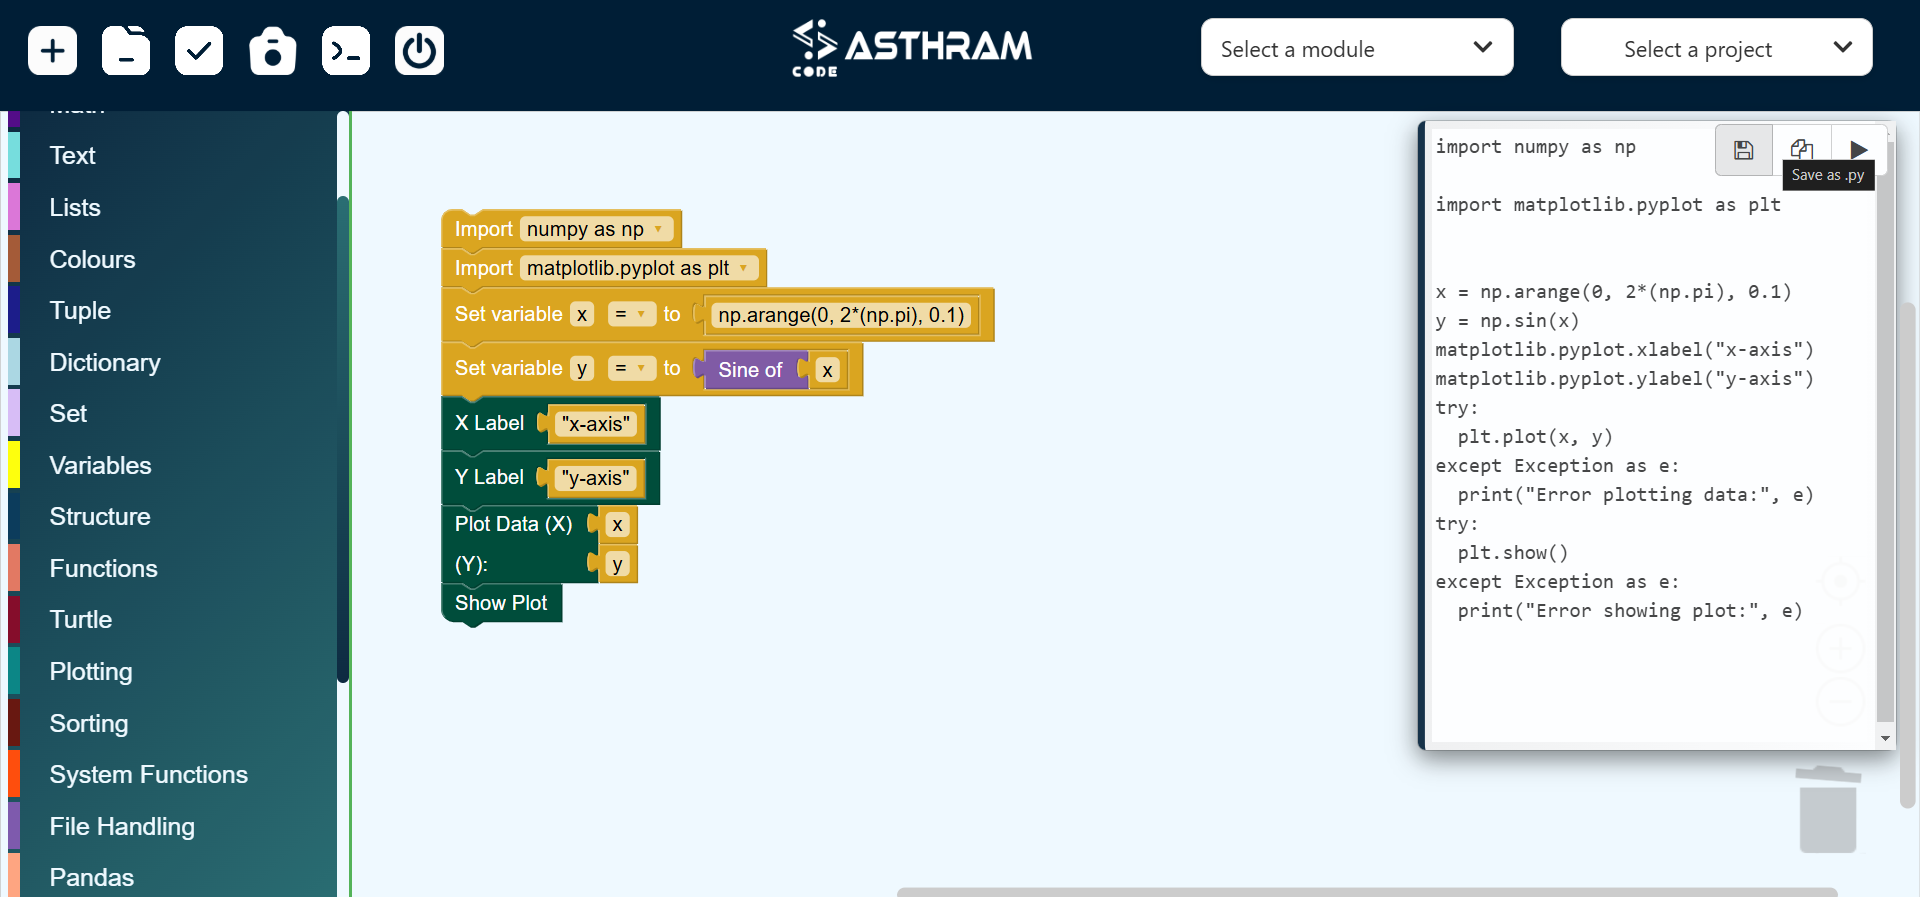 CODE ASTHRAM
Select a module
Select a project
Math
Text
Lists
Colours
Tuple
Dictionary
Set
Variables
Structure
Functions
Turtle
Plotting
Sorting
System Functions
File Handling
Pandas
Import numpy as np
Import matplotlib.pyplot as plt
Set variable x = to np.arange(0, 2*(np.pi), 0.1)
Set variable y = to Sine of x
X Label "x-axis"
Y Label "y-axis"
Plot Data (X) x
(Y): y
Show Plot
Save as .py
import numpy as np
import matplotlib.pyplot as plt
x = np.arange(0, 2*(np.pi), 0.1)
y = np.sin(x)
matplotlib.pyplot.xlabel("x-axis")
matplotlib.pyplot.ylabel("y-axis")
try:
  plt.plot(x, y)
except Exception as e:
  print("Error plotting data:", e)
try:
  plt.show()
except Exception as e:
  print("Error showing plot:", e)